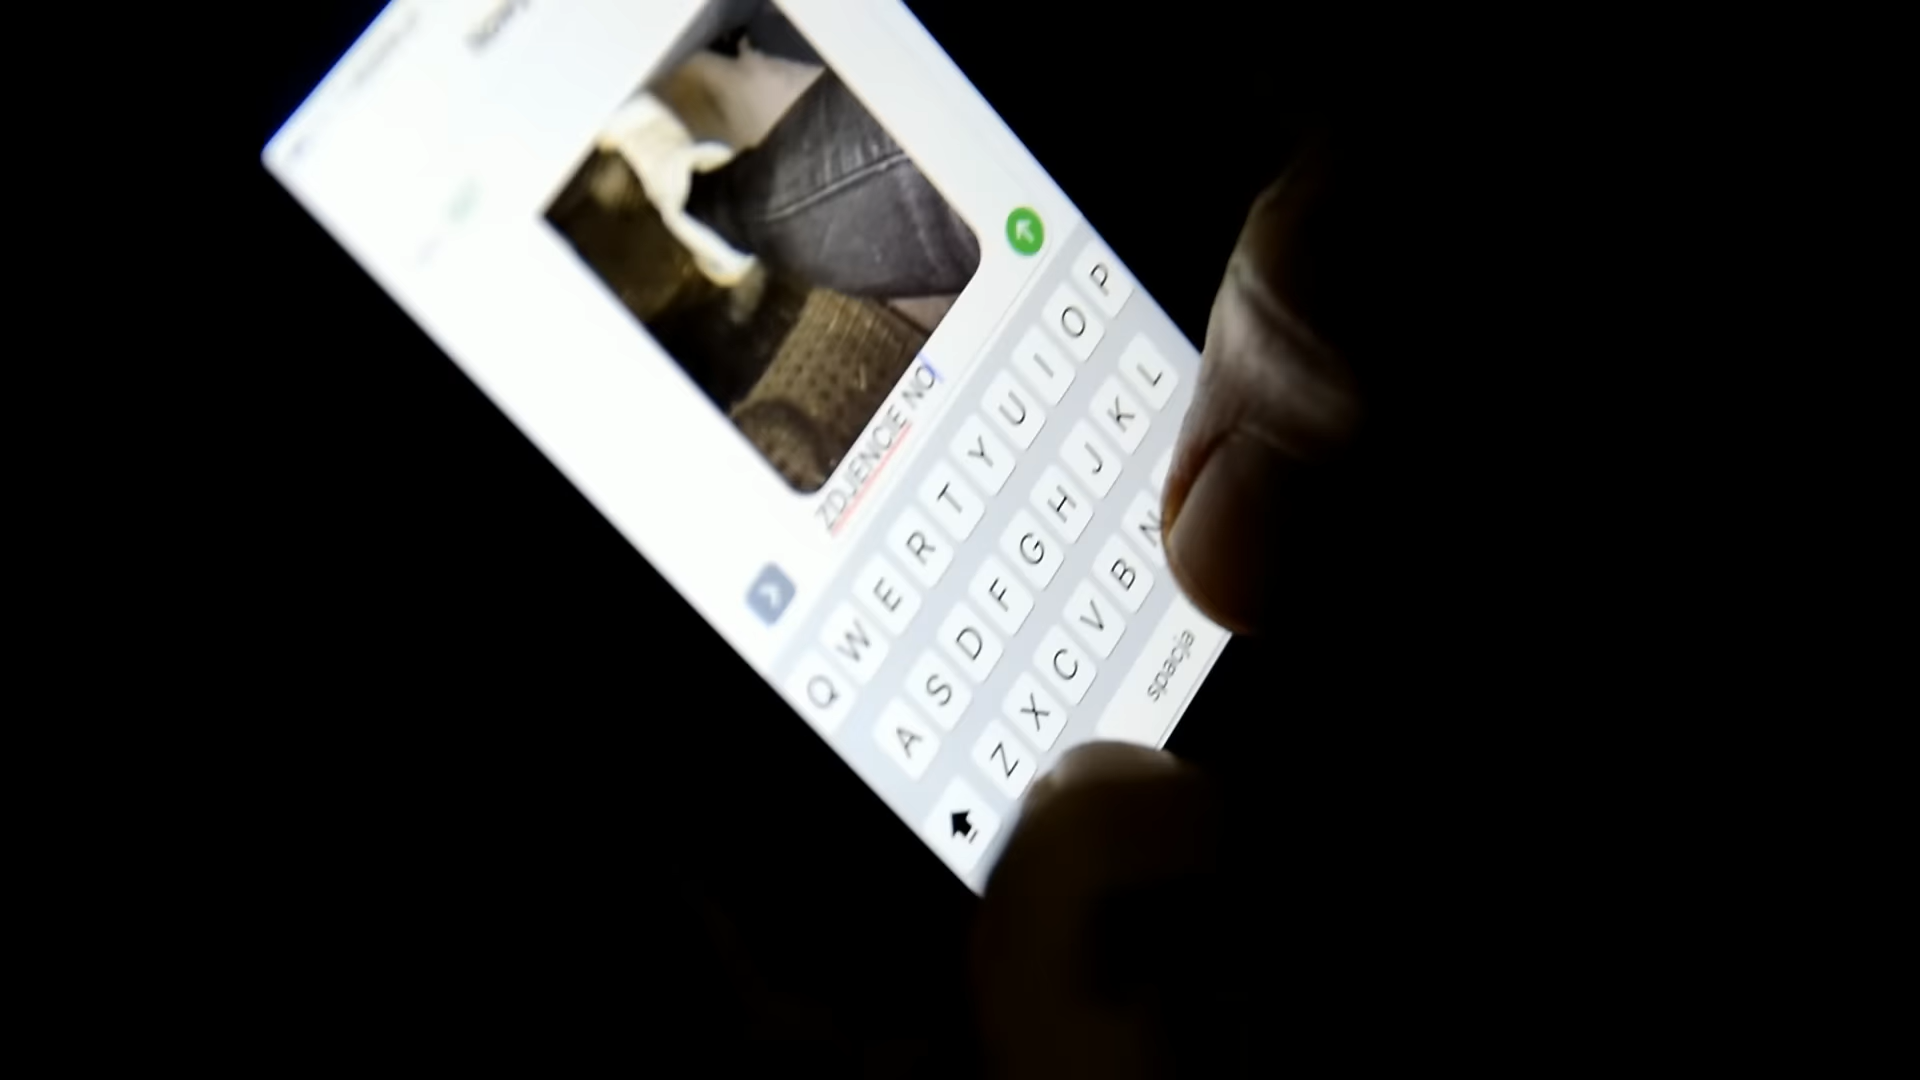 ZDJENCIE NO
Q W E R T Y U I O P
A S D F G H J K L
Z X C V B N
spacja